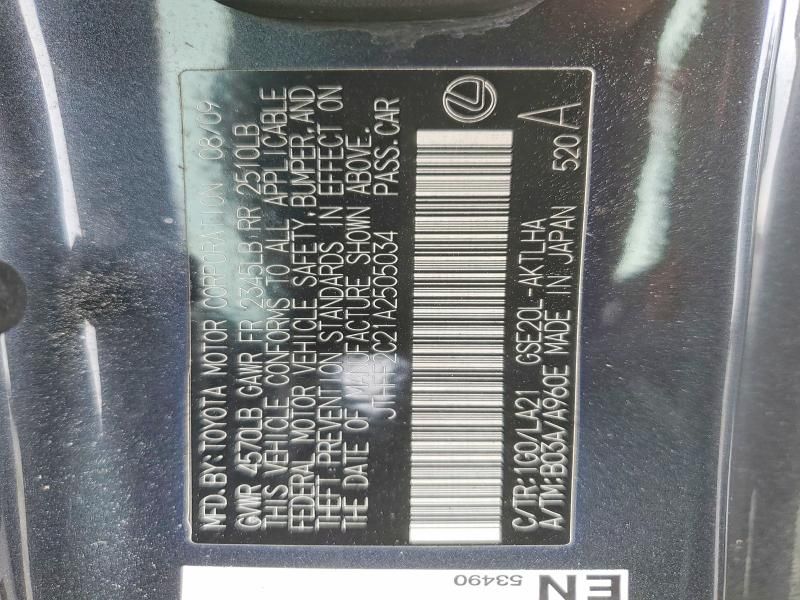 MFD.BY:TOYOTA MOTOR CORPORATION 08/09
GVWR 4570LB GAWR FR 2345LB RR 2510LB
THIS VEHICLE CONFORMS TO ALL APPLICABLE
FEDERAL MOTOR VEHICLE SAFETY, BUMPER, AND
THEFT PREVENTION STANDARDS IN EFFECT ON
THE DATE OF MANUFACTURE SHOWN ABOVE.
JTHFF2C21A2505034 PASS.CAR
C/TR:1G0/LA21 GSE20L-AKTLHA
A/TM:B03A/A960E MADE IN JAPAN 520 A
53490
EN